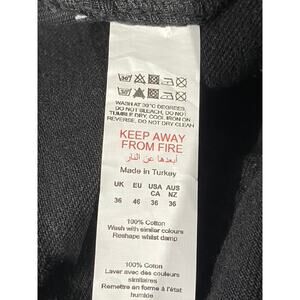 WASH AT 30°C DEGREES,
DO NOT BLEACH, DO NOT
TUMBLE DRY, COOL IRON ON
REVERSE, DO NOT DRY CLEAN
KEEP AWAY
FROM FIRE
أبعدها عن النار
Made in Turkey
UK EU USA AUS
CA NZ
36 46 36 36
100% Cotton
Wash with similar colours
Reshape whilst damp
100% Coton
Laver avec des couleurs
similaires
Remettre en forme à l'état
humide